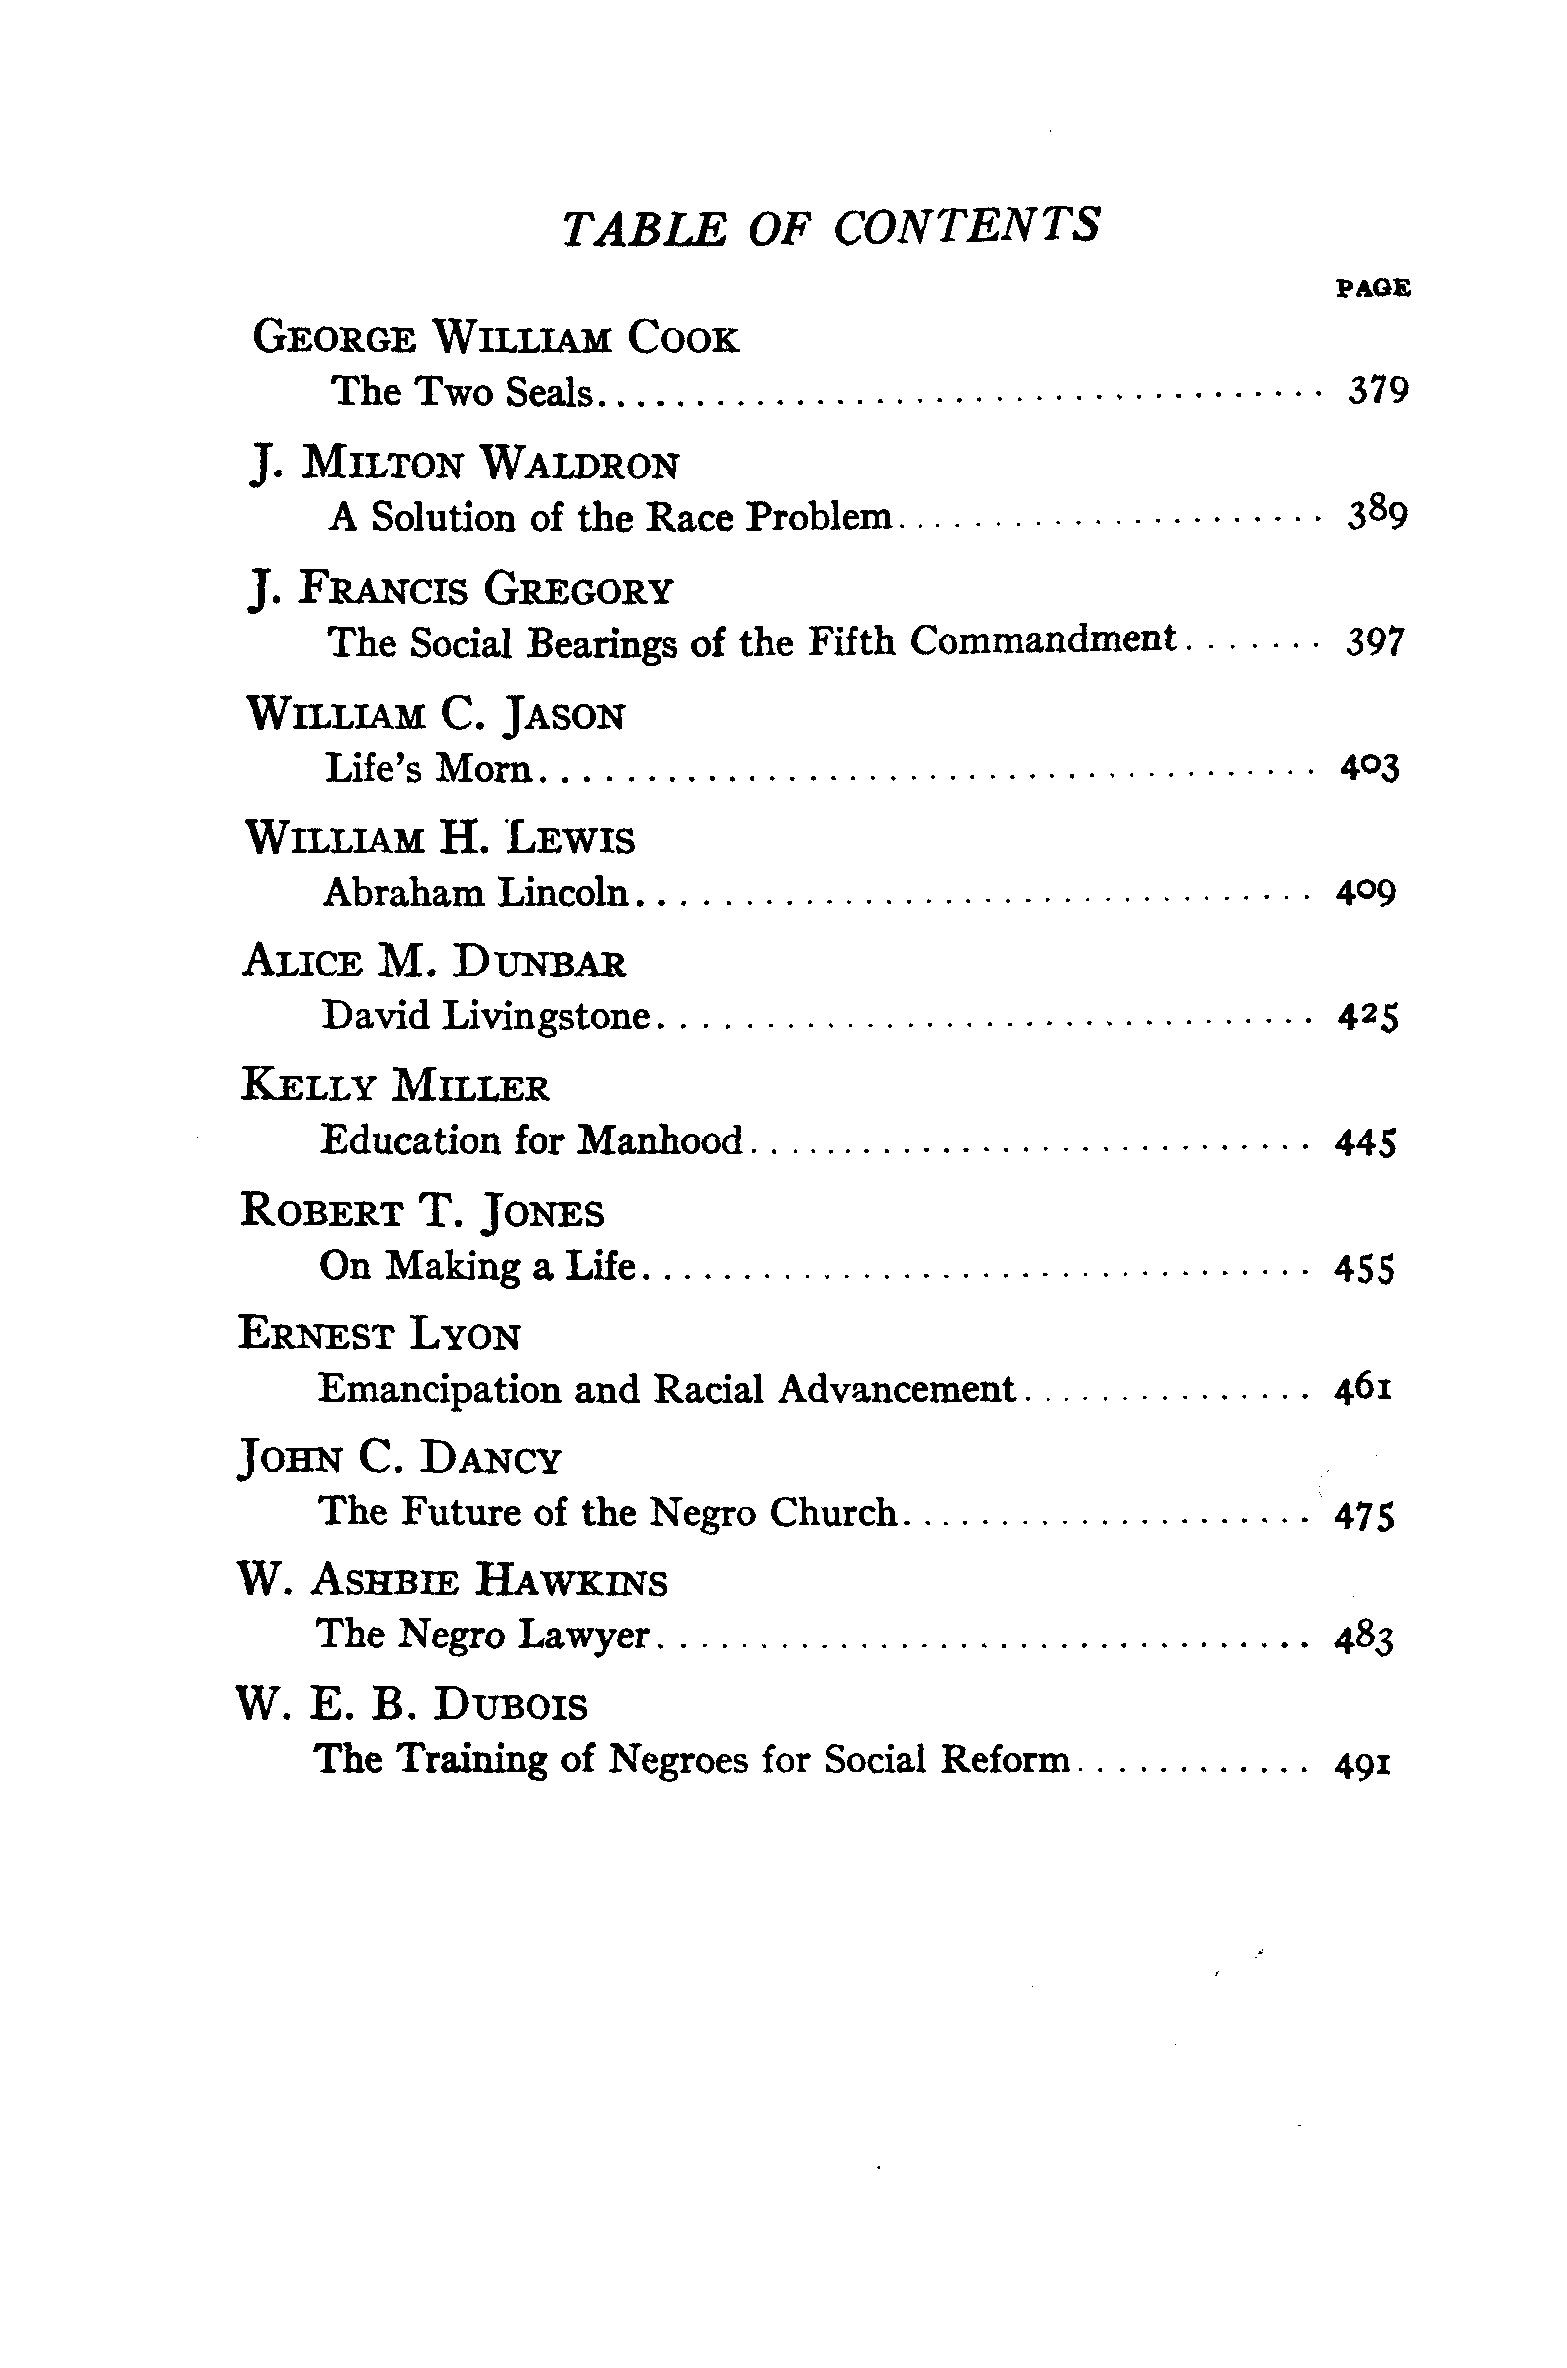 TABLE OF CONTENTS
PAGE
GEORGE WILLIAM COOK
The Two Seals..................................... 379
J. MILTON WALDRON
A Solution of the Race Problem...................... 389
J. FRANCIS GREGORY
The Social Bearings of the Fifth Commandment....... 397
WILLIAM C. JASON
Life's Morn....................................... 403
WILLIAM H. LEWIS
Abraham Lincoln.................................. 409
ALICE M. DUNBAR
David Livingstone................................. 425
KELLY MILLER
Education for Manhood............................. 445
ROBERT T. JONES
On Making a Life.................................. 455
ERNEST LYON
Emancipation and Racial Advancement............... 461
JOHN C. DANCY
The Future of the Negro Church..................... 475
W. ASHBIE HAWKINS
The Negro Lawyer................................. 483
W. E. B. DUBOIS
The Training of Negroes for Social Reform............ 491